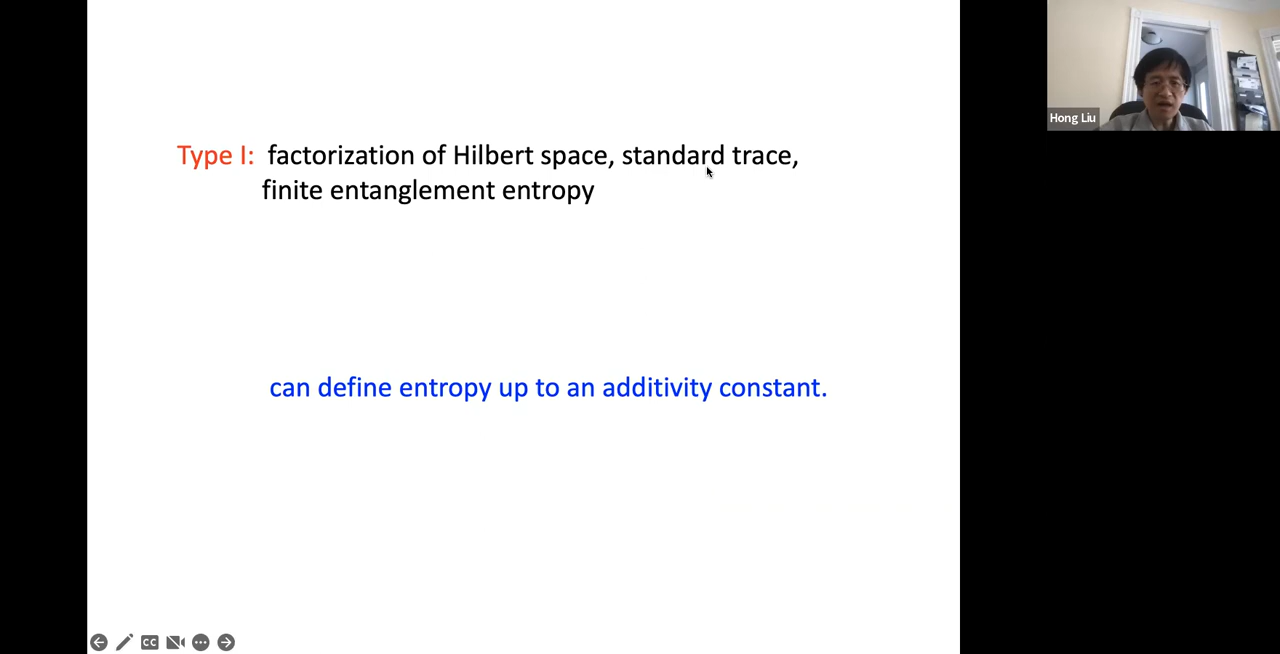 Type I: factorization of Hilbert space, standard trace,
finite entanglement entropy
can define entropy up to an additivity constant.
Hong Liu
CC